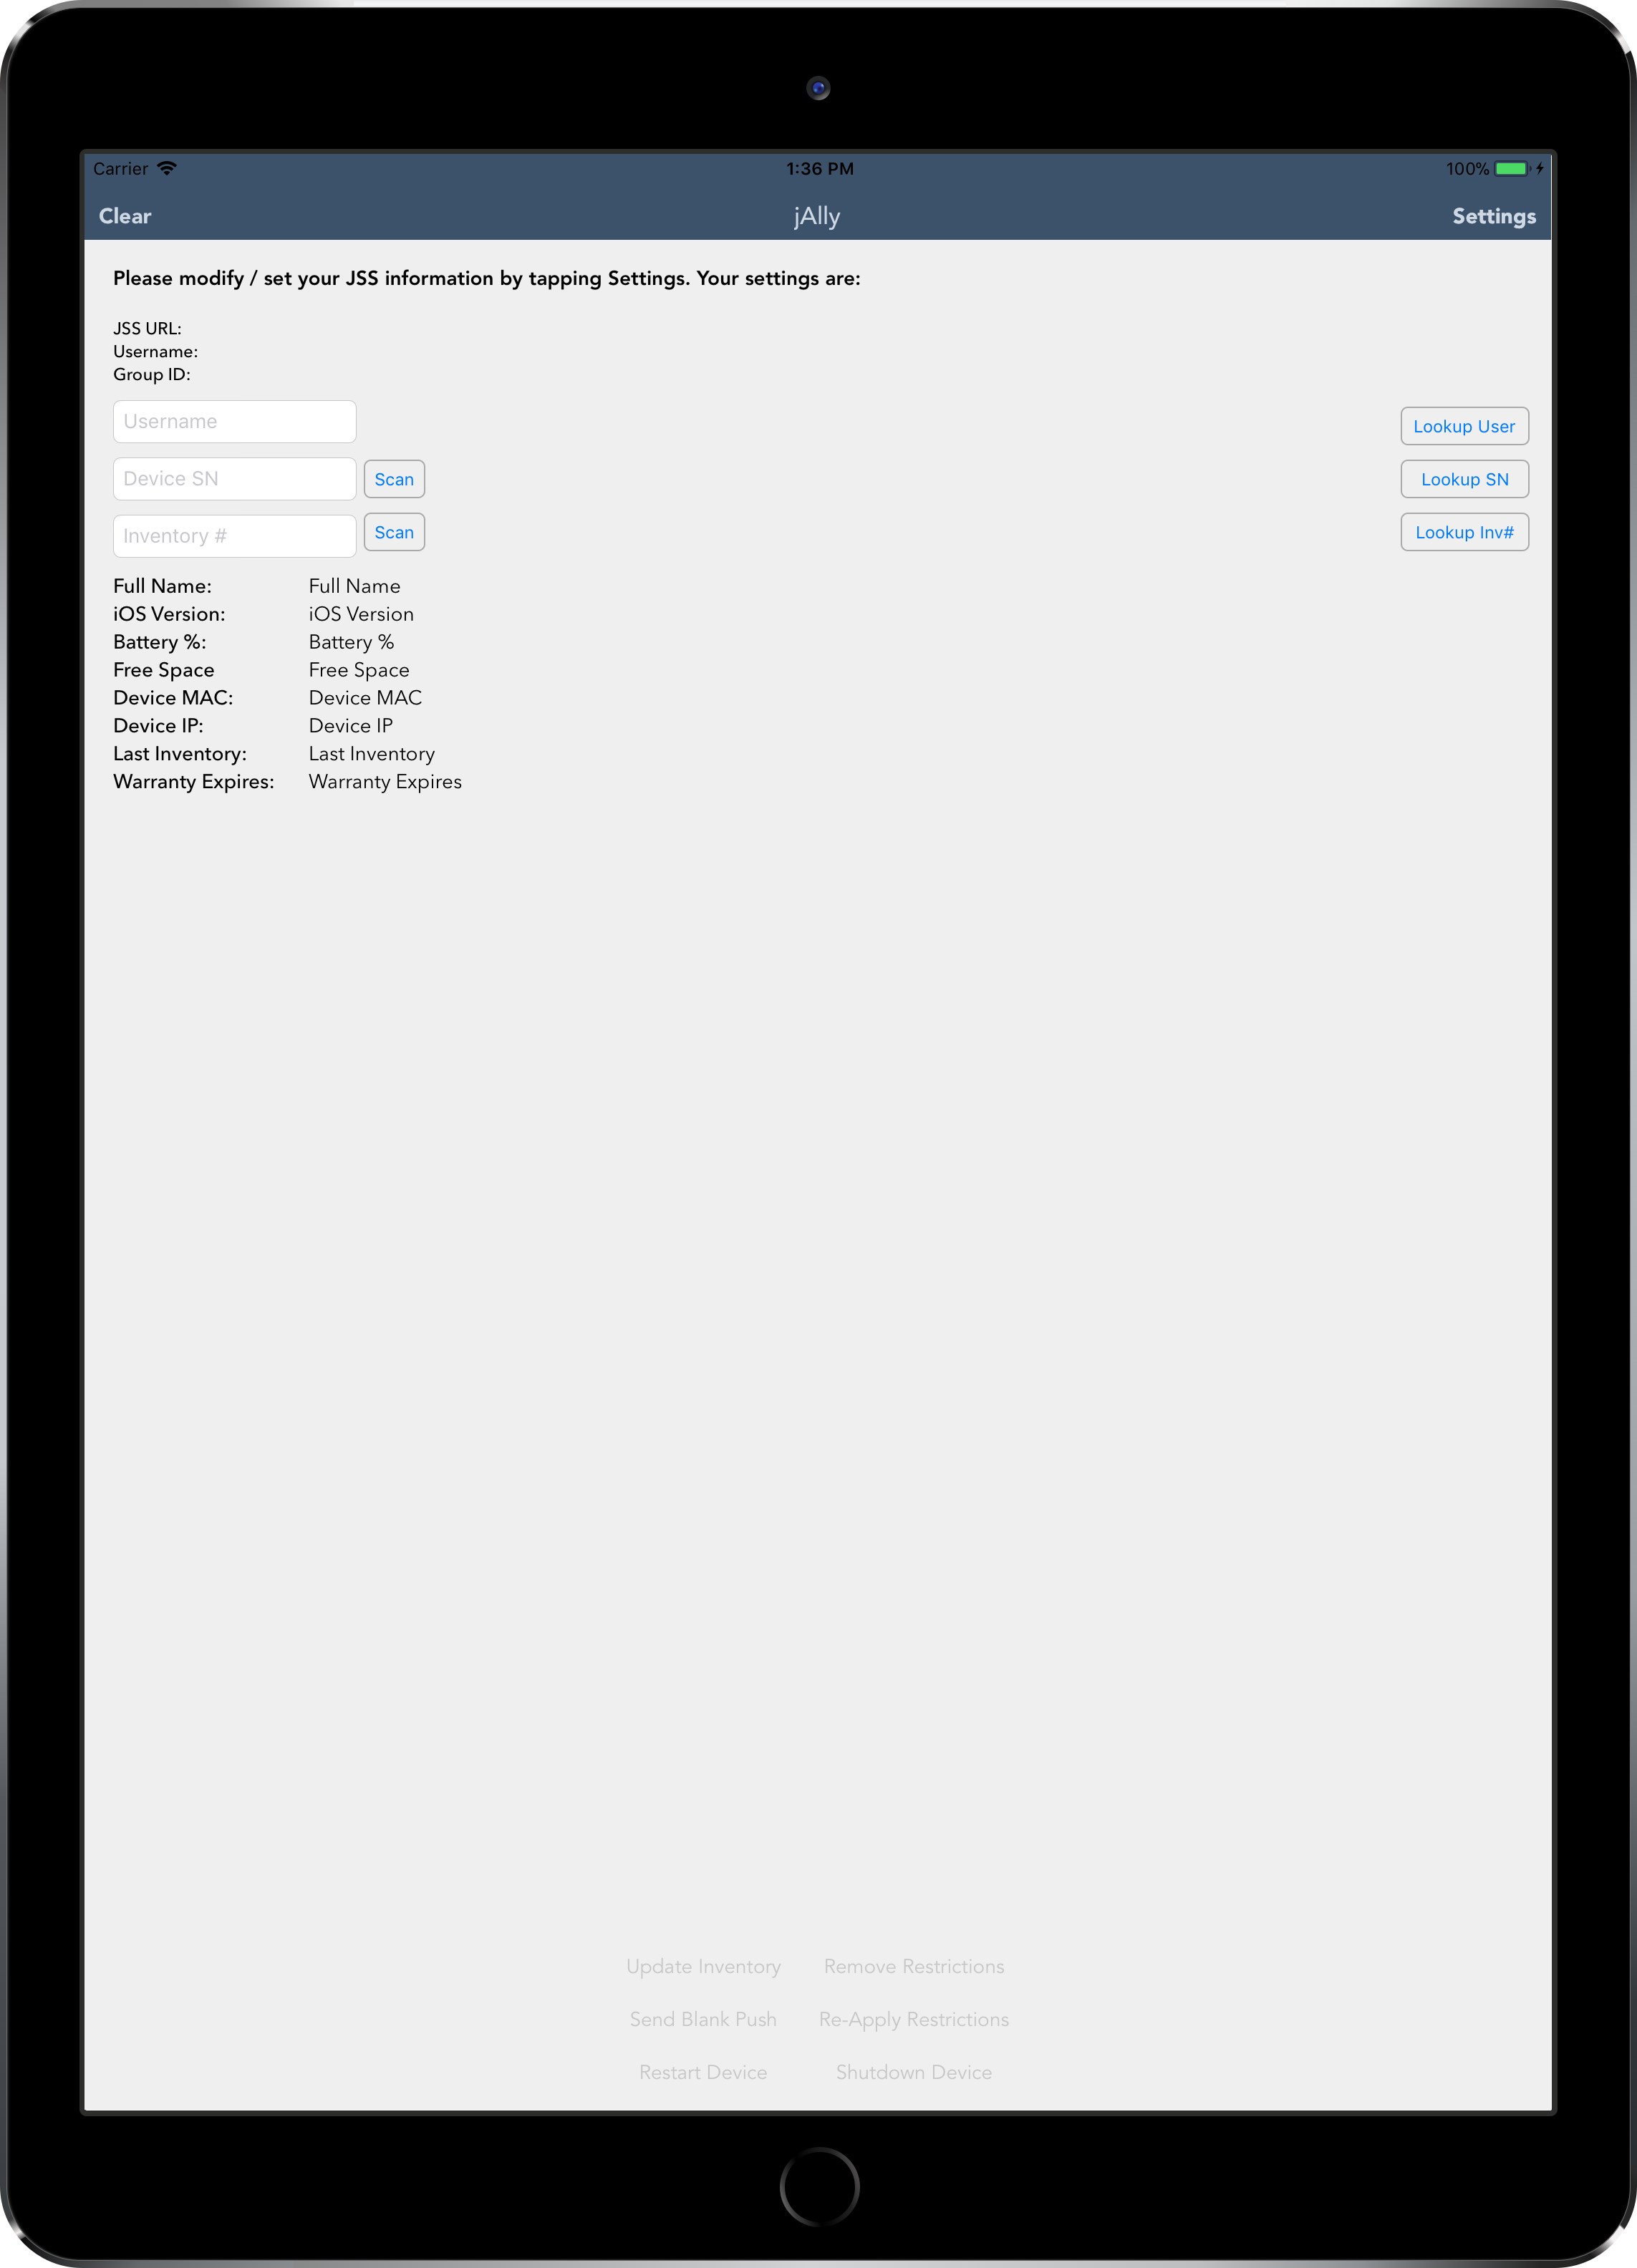 Carrier 1:36 PM 100%
Clear jAlly Settings
Please modify / set your JSS information by tapping Settings. Your settings are:
JSS URL:
Username:
Group ID:
Username Lookup User
Device SN Scan Lookup SN
Inventory # Scan Lookup Inv#
Full Name: Full Name
iOS Version: iOS Version
Battery %: Battery %
Free Space Free Space
Device MAC: Device MAC
Device IP: Device IP
Last Inventory: Last Inventory
Warranty Expires: Warranty Expires
Update Inventory Remove Restrictions
Send Blank Push Re-Apply Restrictions
Restart Device Shutdown Device